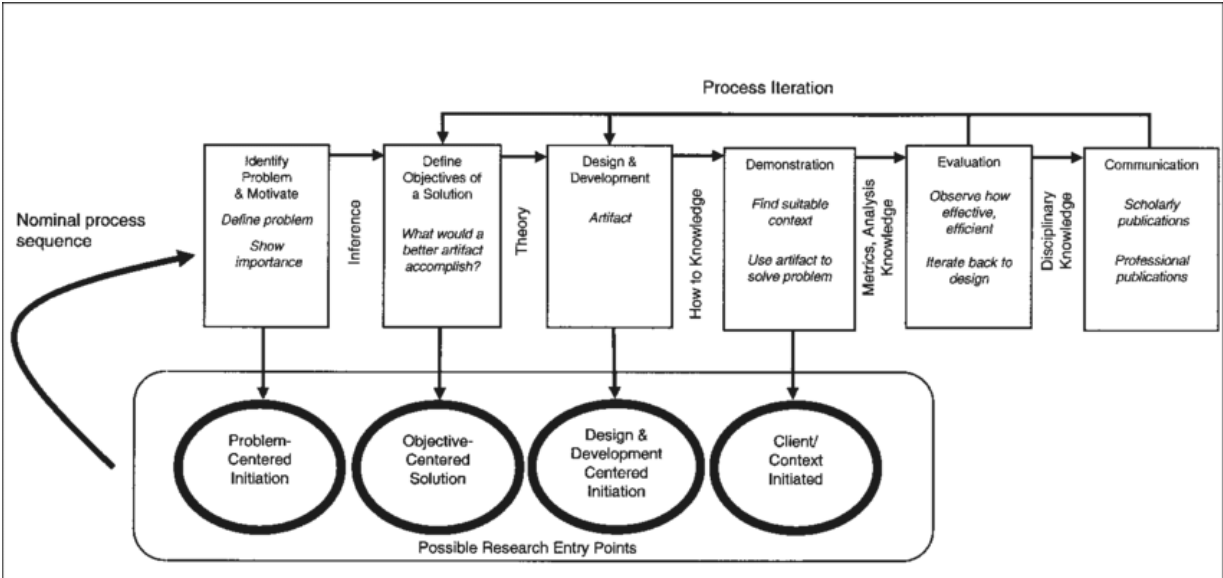 Process Iteration
Nominal process
sequence
Identify
Problem
& Motivate
Define problem
Show
importance
Inference
Define
Objectives of
a Solution
What would a
better artifact
accomplish?
Theory
Design &
Development
Artifact
How to Knowledge
Demonstration
Find suitable
context
Use artifact to
solve problem
Metrics, Analysis
Knowledge
Evaluation
Observe how
effective,
efficient
Iterate back to
design
Disciplinary
Knowledge
Communication
Scholarly
publications
Professional
publications
Problem-
Centered
Initiation
Objective-
Centered
Solution
Design &
Development
Centered
Initiation
Client/
Context
Initiated
Possible Research Entry Points